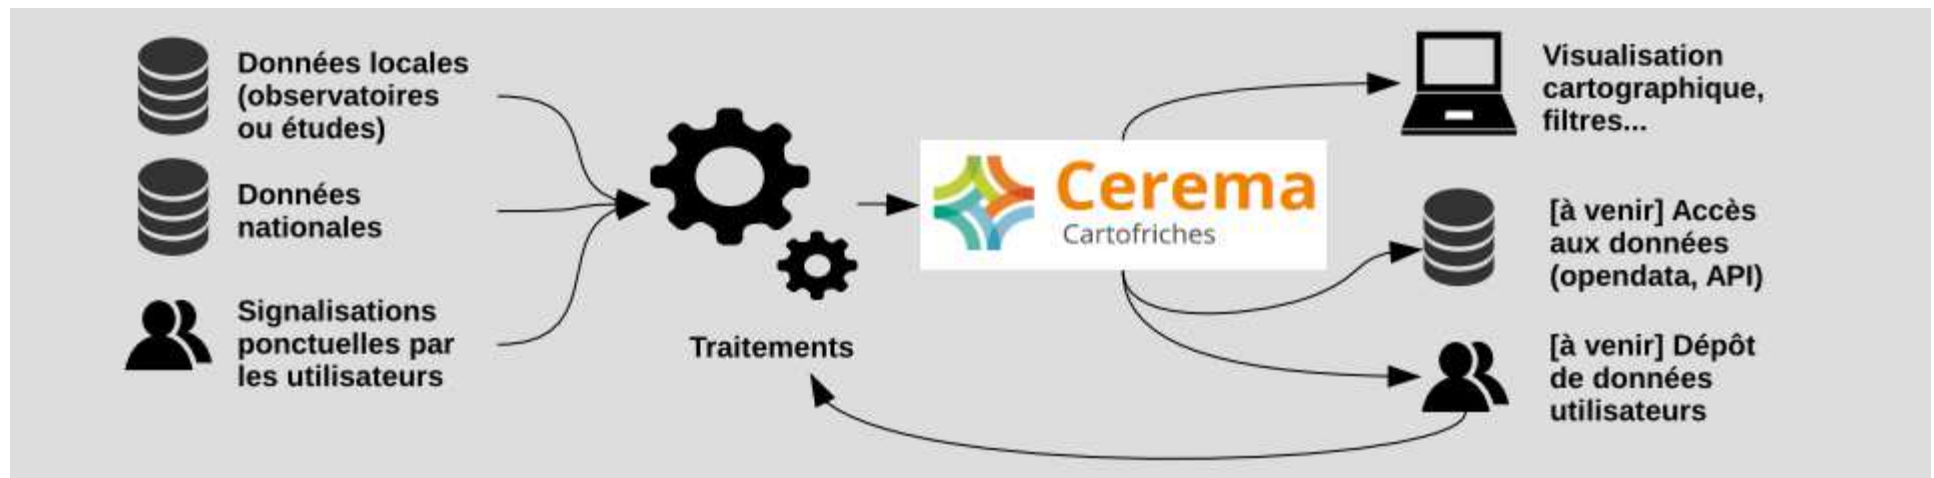 Données locales
(observatoires
ou études)
Données
nationales
Signalisations
ponctuelles par
les utilisateurs
Traitements
Cerema
Cartofriches
Visualisation
cartographique,
filtres...
[à venir] Accès
aux données
(opendata, API)
[à venir] Dépôt
de données
utilisateurs